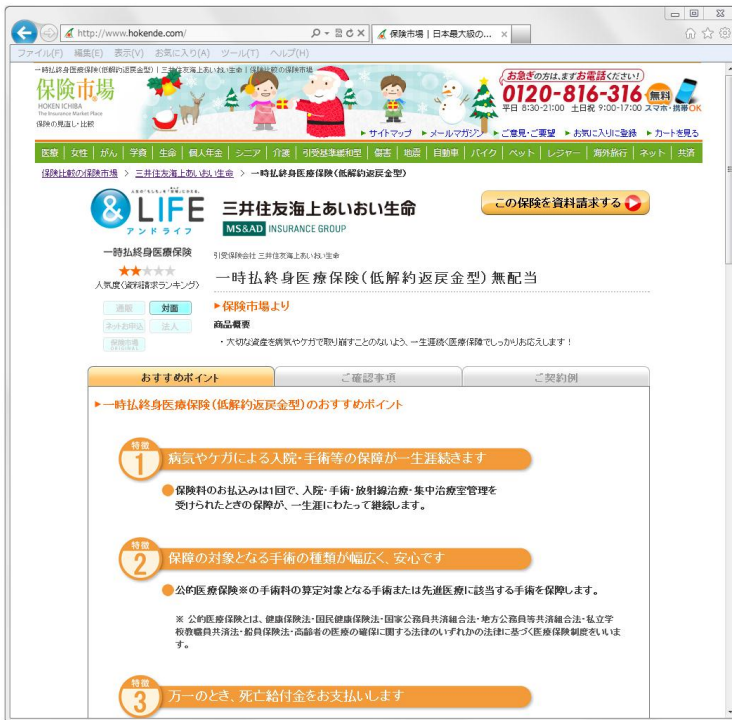 http://www.hokende.com/
保険市場 | 日本最大級の...
ファイル(F) 編集(E) 表示(V) お気に入り(A) ツール(T) ヘルプ(H)
一時払終身医療保険(低解約返戻金型) | 三井住友海上あいおい生命 | 保険比較の保険市場
保険市場
HOKEN ICHIBA
The Insurance Market Place
保険の見直し・比較
お急ぎの方は、まずお電話ください!
0120-816-316 無料
平日 8:30-21:00 土日祝 9:00-17:00 スマホ・携帯OK
サイトマップ メールマガジン ご意見・ご要望 お気に入りに登録 カートを見る
医療 女性 がん 学資 生命 個人年金 シニア 介護 引受基準緩和型 傷害 地震 自動車 バイク ペット レジャー 海外旅行 ネット 共済
保険比較の保険市場 > 三井住友海上あいおい生命 > 一時払終身医療保険(低解約返戻金型)
&LIFE
アンドライフ
三井住友海上あいおい生命
MS&AD INSURANCE GROUP
この保険を資料請求する
一時払終身医療保険
★★★★★
人気度(資料請求ランキング)
引受保険会社 三井住友海上あいおい生命
一時払終身医療保険(低解約返戻金型) 無配当
通販 対面
ネットお申込 法人
保険市場
ORIGINAL
保険市場より
商品概要
・大切な資産を病気やケガで取り崩すことのないよう、一生涯続く医療保障でしっかりお応えします!
おすすめポイント ご確認事項 ご契約例
一時払終身医療保険(低解約返戻金型)のおすすめポイント
特徴
1 病気やケガによる入院・手術等の保障が一生涯続きます
保険料のお払込みは1回で、入院・手術・放射線治療・集中治療室管理を
受けられたときの保障が、一生涯にわたって継続します。
特徴
2 保障の対象となる手術の種類が幅広く、安心です
公的医療保険※の手術料の算定対象となる手術または先進医療に該当する手術を保障します。
※ 公的医療保険とは、健康保険法・国民健康保険法・国家公務員共済組合法・地方公務員等共済組合法・私立学
校教職員共済法・船員保険法・高齢者の医療の確保に関する法律のいずれかの法律に基づく医療保険制度をいいま
す。
特徴
3 万一のとき、死亡給付金をお支払いします